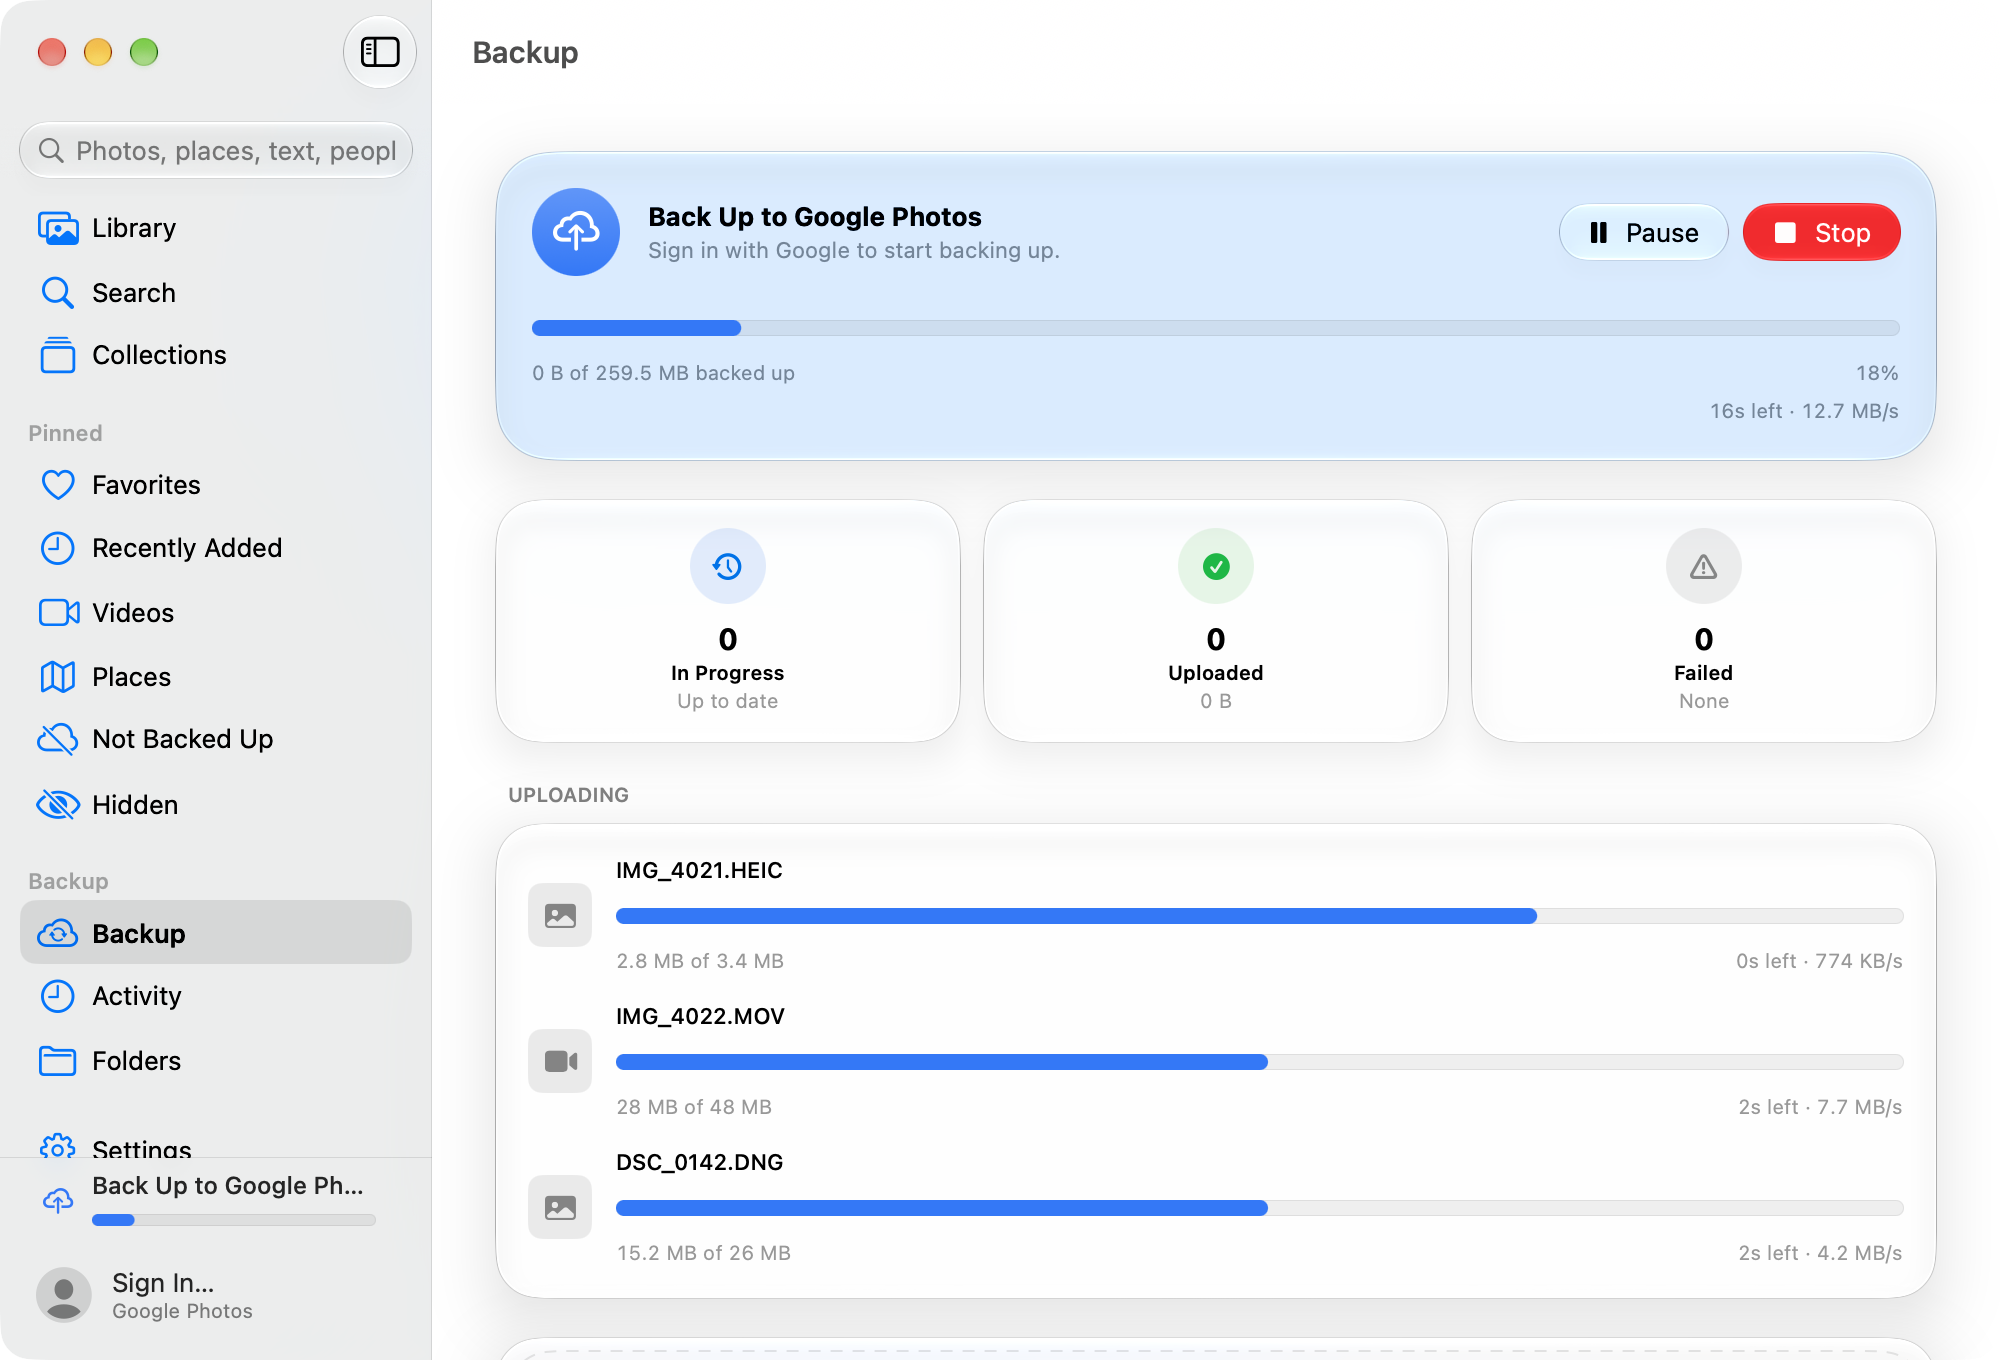 Backup
Photos, places, text, peopl
Library
Search
Collections
Pinned
Favorites
Recently Added
Videos
Places
Not Backed Up
Hidden
Backup
Backup
Activity
Folders
Settings
Back Up to Google Ph...
Sign In...
Google Photos
Back Up to Google Photos
Sign in with Google to start backing up.
Pause
Stop
0 B of 259.5 MB backed up
18%
16s left · 12.7 MB/s
0
In Progress
Up to date
0
Uploaded
0 B
0
Failed
None
UPLOADING
IMG_4021.HEIC
2.8 MB of 3.4 MB
0s left · 774 KB/s
IMG_4022.MOV
28 MB of 48 MB
2s left · 7.7 MB/s
DSC_0142.DNG
15.2 MB of 26 MB
2s left · 4.2 MB/s